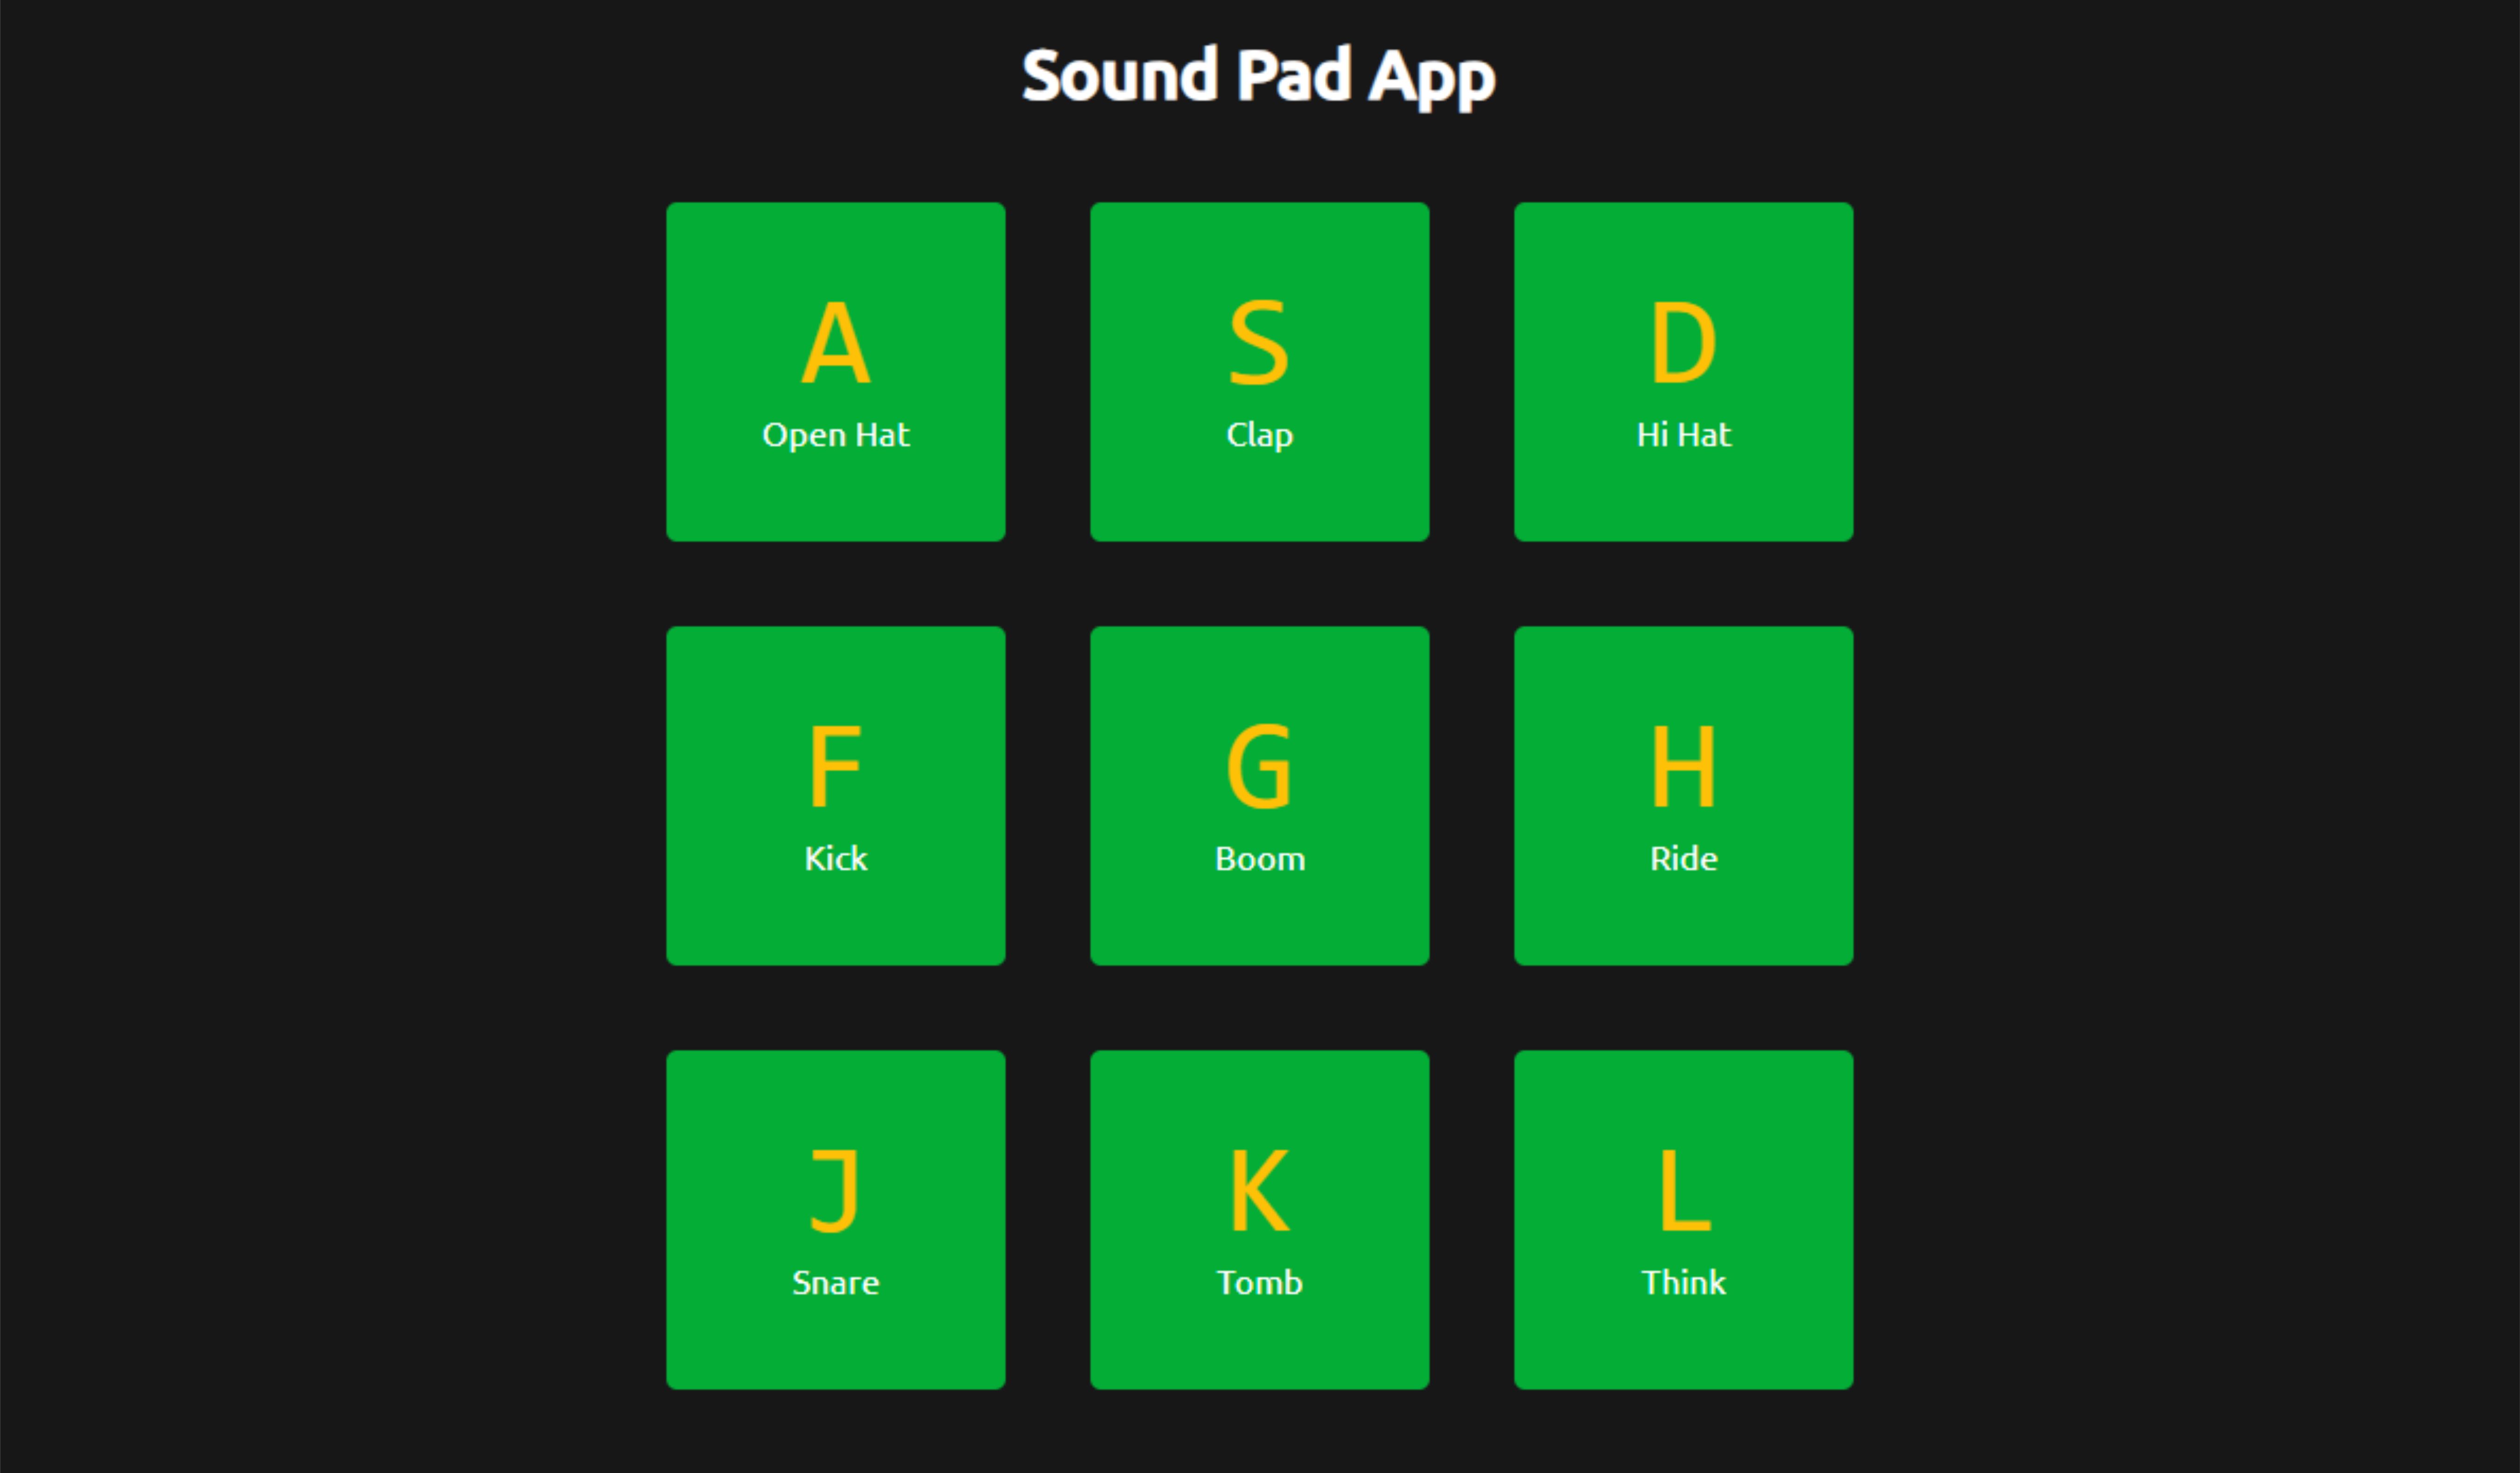 Sound Pad App
A
Open Hat
S
Clap
D
Hi Hat
F
Kick
G
Boom
H
Ride
J
Snare
K
Tomb
L
Think